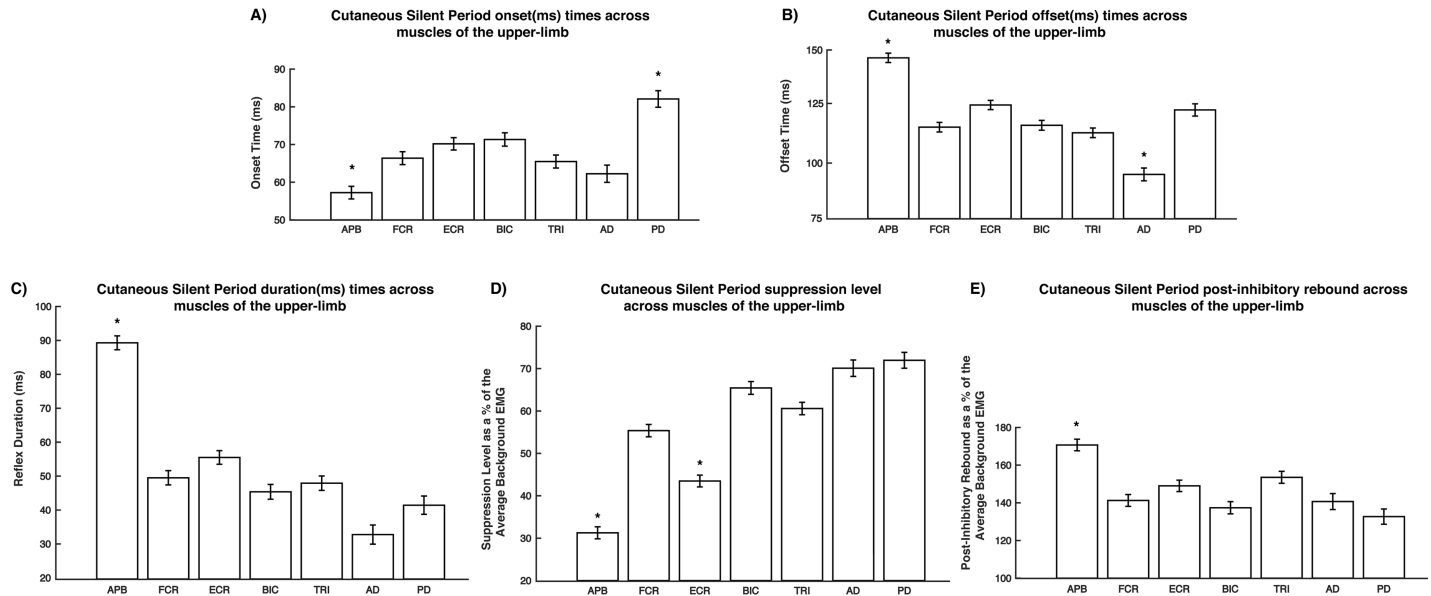 A)
Cutaneous Silent Period onset(ms) times across
muscles of the upper-limb
Onset Time (ms)
90
80
70
60
50
*
*
APB FCR ECR BIC TRI AD PD
B)
Cutaneous Silent Period offset(ms) times across
muscles of the upper-limb
Offset Time (ms)
150
125
100
75
*
*
APB FCR ECR BIC TRI AD PD
C)
Cutaneous Silent Period duration(ms) times across
muscles of the upper-limb
Reflex Duration (ms)
100
90
80
70
60
50
40
30
20
*
APB FCR ECR BIC TRI AD PD
D)
Cutaneous Silent Period suppression level
across muscles of the upper-limb
Suppression Level as a % of the
Average Background EMG
80
70
60
50
40
30
20
*
*
APB FCR ECR BIC TRI AD PD
E)
Cutaneous Silent Period post-inhibitory rebound across
muscles of the upper-limb
Post-Inhibitory Rebound as a % of the
Average Background EMG
180
160
140
120
100
*
APB FCR ECR BIC TRI AD PD